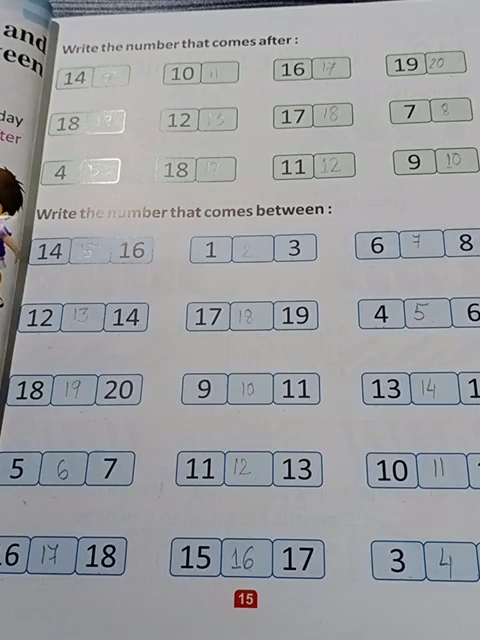 and
een
day
ter
Write the number that comes after :
14 10 11 16 17 19 20
18 19 12 13 17 18 7 8
4 5 18 19 11 12 9 10
Write the number that comes between :
14 15 16 1 2 3 6 7 8
12 13 14 17 18 19 4 5 6
18 19 20 9 10 11 13 14 1
5 6 7 11 12 13 10 11
6 17 18 15 16 17 3 4
15